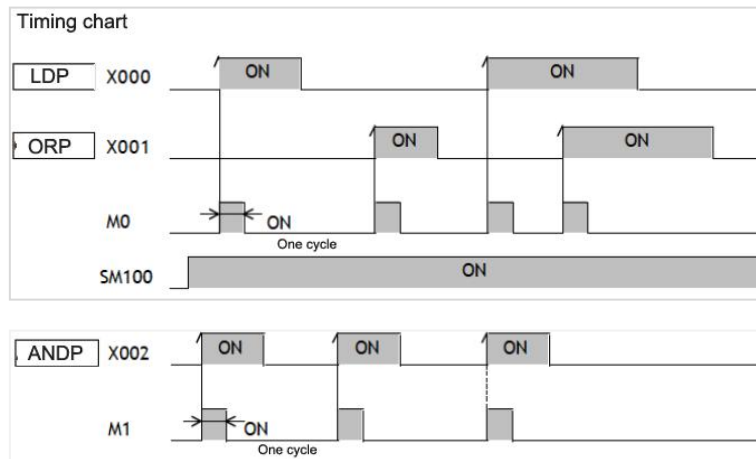 Timing chart
LDP X000 ON ON
ORP X001 ON ON
M0 ON
One cycle
SM100 ON
ANDP X002 ON ON ON
M1 ON
One cycle